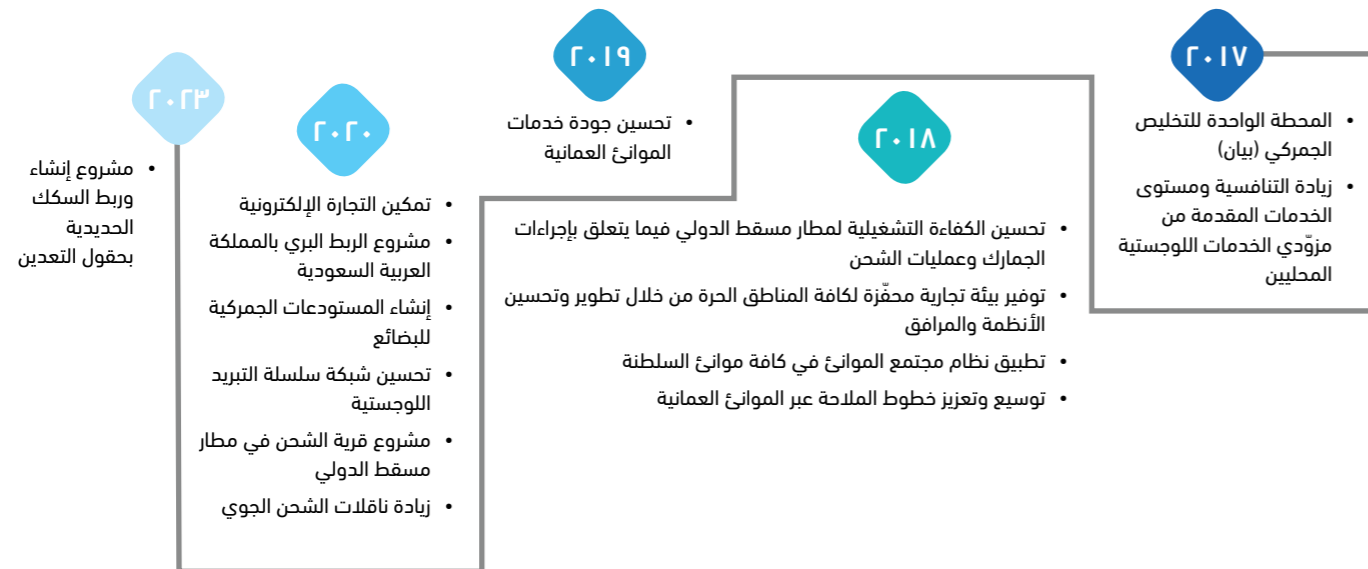 ٢٠١٧
• المحطة الواحدة للتخليص
الجمركي (بيان)
• زيادة التنافسية ومستوى
الخدمات المقدمة من
مزوّدي الخدمات اللوجستية
المحليين
٢٠١٨
• تحسين الكفاءة التشغيلية لمطار مسقط الدولي فيما يتعلق بإجراءات
الجمارك وعمليات الشحن
• توفير بيئة تجارية محفّزة لكافة المناطق الحرة من خلال تطوير وتحسين
الأنظمة والمرافق
• تطبيق نظام مجتمع الموانئ في كافة موانئ السلطنة
• توسيع وتعزيز خطوط الملاحة عبر الموانئ العمانية
٢٠١٩
• تحسين جودة خدمات
الموانئ العمانية
٢٠٢٠
• تمكين التجارة الإلكترونية
• مشروع الربط البري بالمملكة
العربية السعودية
• إنشاء المستودعات الجمركية
للبضائع
• تحسين شبكة سلسلة التبريد
اللوجستية
• مشروع قرية الشحن في مطار
مسقط الدولي
• زيادة ناقلات الشحن الجوي
٢٠٢٣
• مشروع إنشاء
وربط السكك
الحديدية
بحقول التعدين